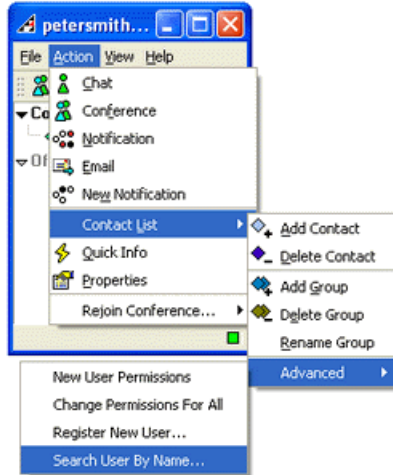 petersmith...
File Action View Help
Chat
Conference
Notification
Email
New Notification
Contact List
Quick Info
Properties
Rejoin Conference...
Add Contact
Delete Contact
Add Group
Delete Group
Rename Group
Advanced
New User Permissions
Change Permissions For All
Register New User...
Search User By Name...